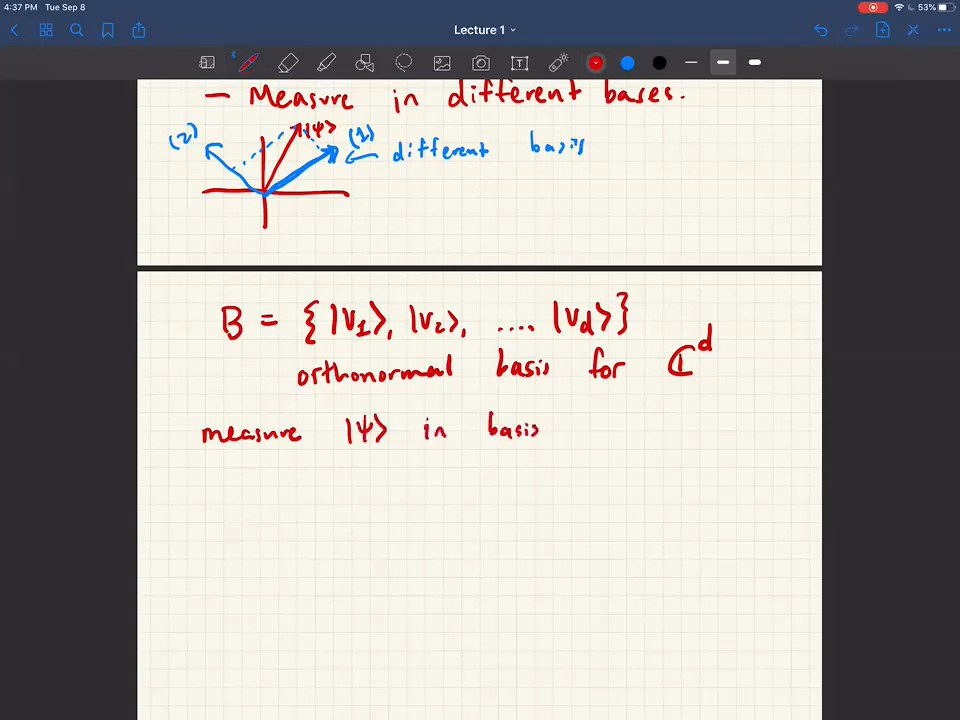 4:37 PM Tue Sep 8
53%
Lecture 1
— Measure in different bases.
(2) |ψ> (1) different basis
B = { |v1>, |v2>, .... |vd> }
orthonormal basis for ℂ^d
measure |ψ> in basis